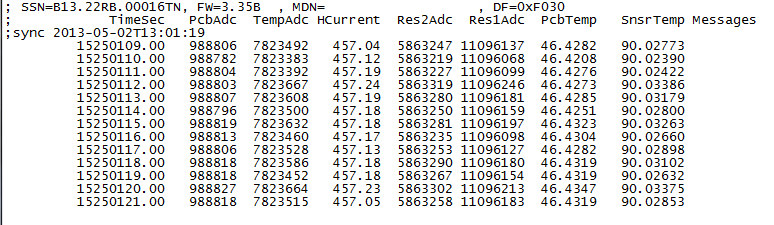 ; SSN=B13.22RB.00016TN, FW=3.35B , MDN= , DF=0xF030
; TimeSec PcbAdc TempAdc HCurrent Res2Adc Res1Adc PcbTemp SnsrTemp Messages
;sync 2013-05-02T13:01:19
15250109.00 988806 7823492 457.04 5863247 11096137 46.4282 90.02773
15250110.00 988782 7823383 457.12 5863219 11096068 46.4208 90.02390
15250111.00 988804 7823392 457.19 5863227 11096099 46.4276 90.02422
15250112.00 988803 7823667 457.24 5863319 11096246 46.4273 90.03386
15250113.00 988807 7823608 457.19 5863280 11096181 46.4285 90.03179
15250114.00 988796 7823500 457.18 5863250 11096159 46.4251 90.02800
15250115.00 988819 7823632 457.18 5863281 11096197 46.4323 90.03263
15250116.00 988813 7823460 457.17 5863235 11096098 46.4304 90.02660
15250117.00 988806 7823528 457.13 5863253 11096127 46.4282 90.02898
15250118.00 988818 7823586 457.18 5863290 11096180 46.4319 90.03102
15250119.00 988818 7823452 457.18 5863267 11096154 46.4319 90.02632
15250120.00 988827 7823664 457.23 5863302 11096213 46.4347 90.03375
15250121.00 988818 7823515 457.05 5863258 11096183 46.4319 90.02853